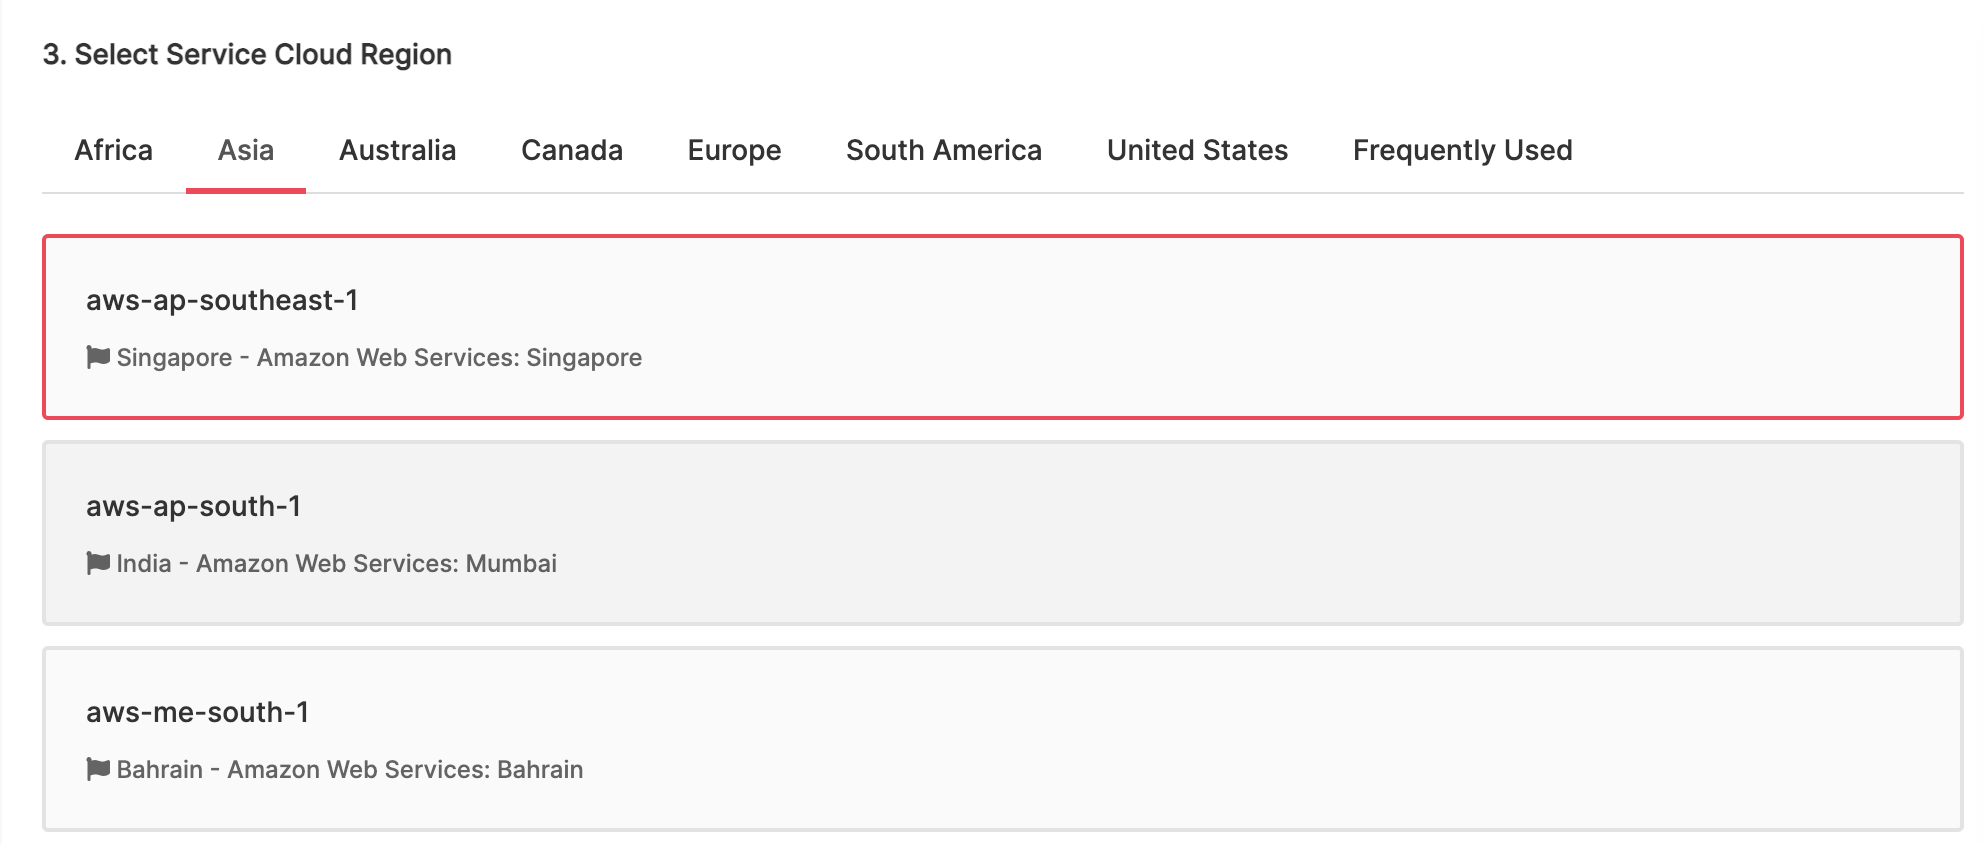 3. Select Service Cloud Region
Africa Asia Australia Canada Europe South America United States Frequently Used
aws-ap-southeast-1
Singapore - Amazon Web Services: Singapore
aws-ap-south-1
India - Amazon Web Services: Mumbai
aws-me-south-1
Bahrain - Amazon Web Services: Bahrain